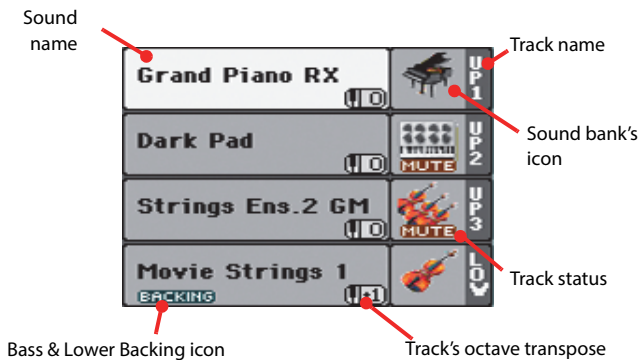 Sound
name
Track name
Grand Piano RX
0
UP1
Sound bank's
icon
Dark Pad
0
MUTE
UP2
Strings Ens.2 GM
0
MUTE
UP3
Movie Strings 1
BACKING
+1
LOW
Track status
Bass & Lower Backing icon
Track's octave transpose